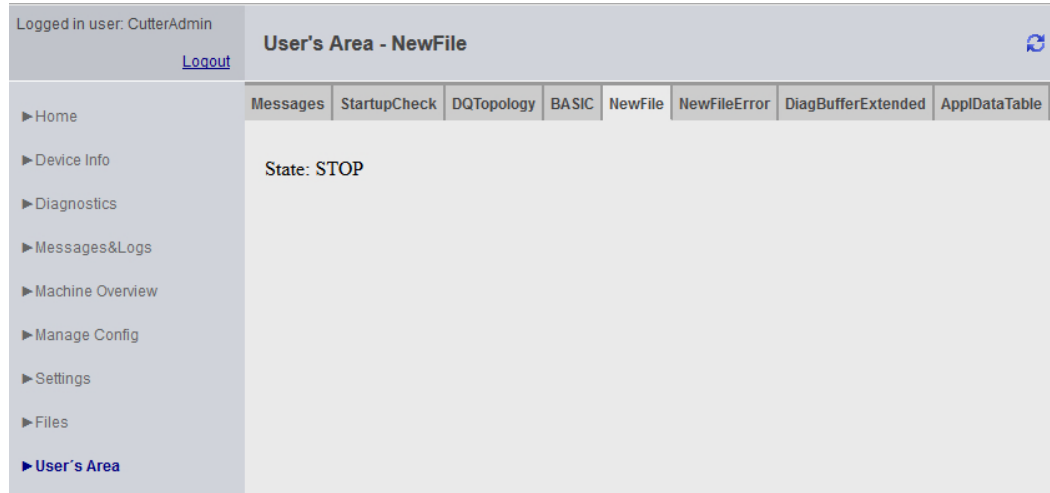 Logged in user: CutterAdmin
Logout
User's Area - NewFile
Messages StartupCheck DQTopology BASIC NewFile NewFileError DiagBufferExtended ApplDataTable
►Home
►Device Info
►Diagnostics
►Messages&Logs
►Machine Overview
►Manage Config
►Settings
►Files
►User´s Area
State: STOP